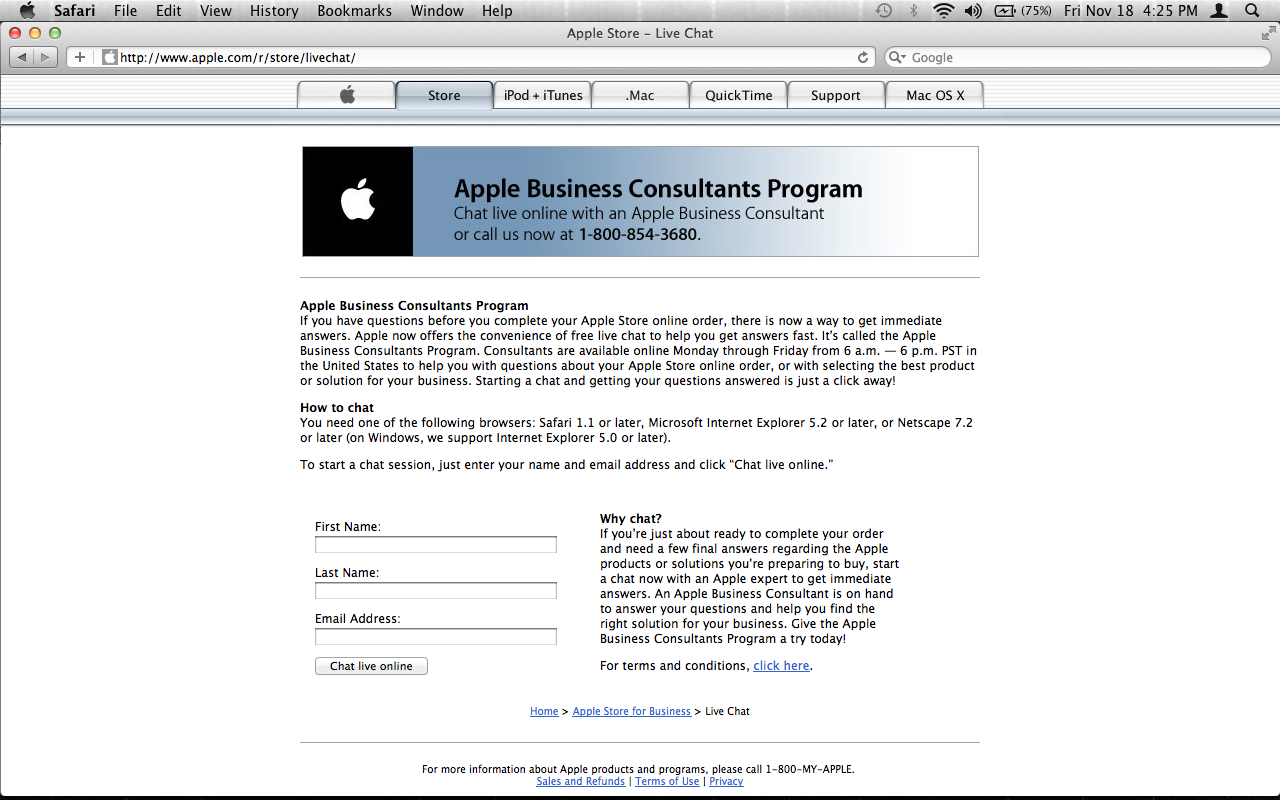 Safari File Edit View History Bookmarks Window Help (75%) Fri Nov 18 4:25 PM
Apple Store – Live Chat
http://www.apple.com/r/store/livechat/ Google
Store iPod + iTunes .Mac QuickTime Support Mac OS X
Apple Business Consultants Program
Chat live online with an Apple Business Consultant
or call us now at 1-800-854-3680.
Apple Business Consultants Program
If you have questions before you complete your Apple Store online order, there is now a way to get immediate
answers. Apple now offers the convenience of free live chat to help you get answers fast. It's called the Apple
Business Consultants Program. Consultants are available online Monday through Friday from 6 a.m. — 6 p.m. PST in
the United States to help you with questions about your Apple Store online order, or with selecting the best product
or solution for your business. Starting a chat and getting your questions answered is just a click away!
How to chat
You need one of the following browsers: Safari 1.1 or later, Microsoft Internet Explorer 5.2 or later, or Netscape 7.2
or later (on Windows, we support Internet Explorer 5.0 or later).
To start a chat session, just enter your name and email address and click “Chat live online.”
First Name:
Last Name:
Email Address:
Chat live online
Why chat?
If you're just about ready to complete your order
and need a few final answers regarding the Apple
products or solutions you're preparing to buy, start
a chat now with an Apple expert to get immediate
answers. An Apple Business Consultant is on hand
to answer your questions and help you find the
right solution for your business. Give the Apple
Business Consultants Program a try today!
For terms and conditions, click here.
Home > Apple Store for Business > Live Chat
For more information about Apple products and programs, please call 1-800-MY-APPLE.
Sales and Refunds | Terms of Use | Privacy